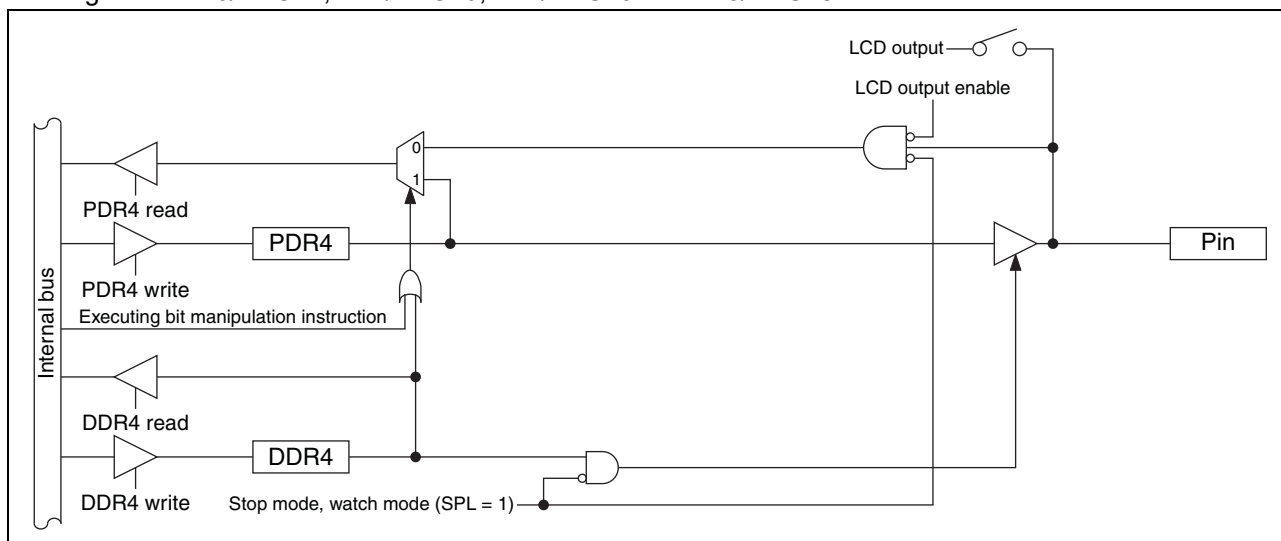 LCD output
LCD output enable
0
1
PDR4 read
PDR4
Pin
PDR4 write
Executing bit manipulation instruction
Internal bus
DDR4 read
DDR4
DDR4 write
Stop mode, watch mode (SPL = 1)